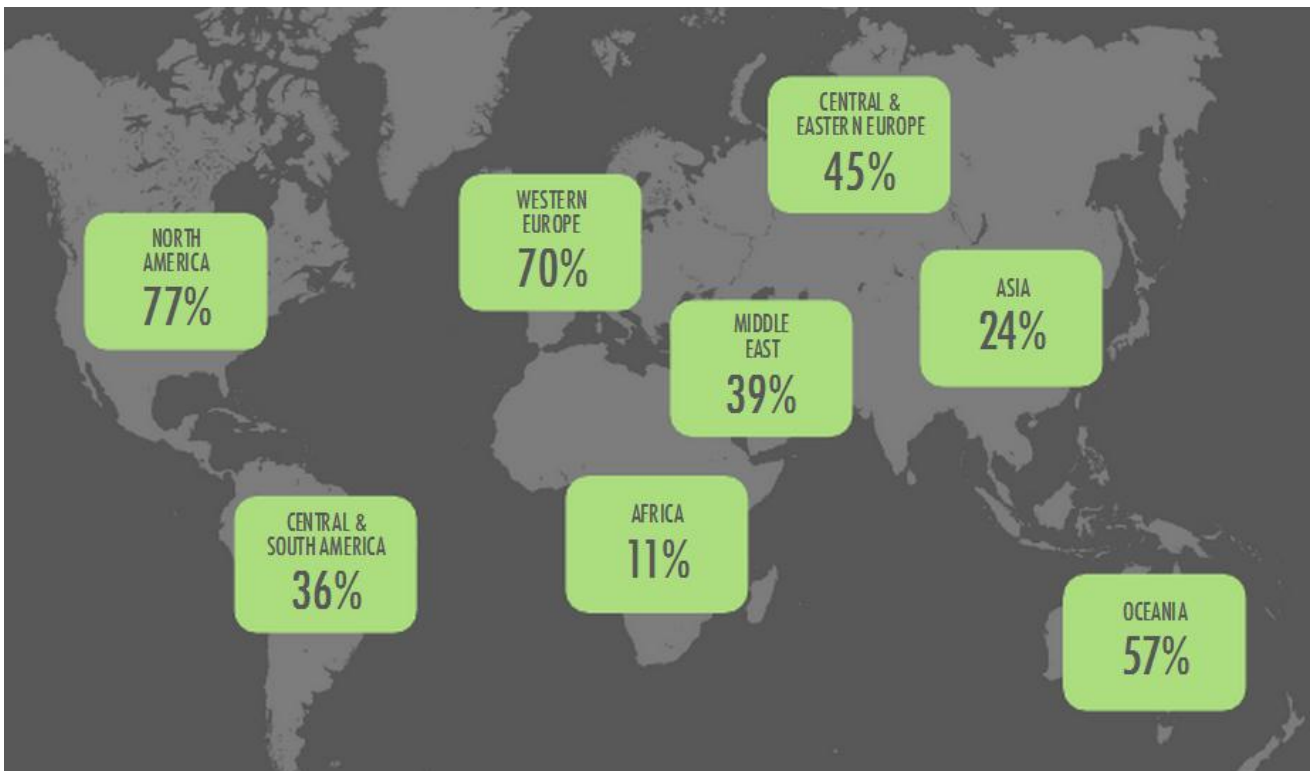 CENTRAL &
EASTERN EUROPE
45%
WESTERN
EUROPE
70%
NORTH
AMERICA
77%
ASIA
24%
MIDDLE
EAST
39%
AFRICA
11%
CENTRAL &
SOUTH AMERICA
36%
OCEANIA
57%